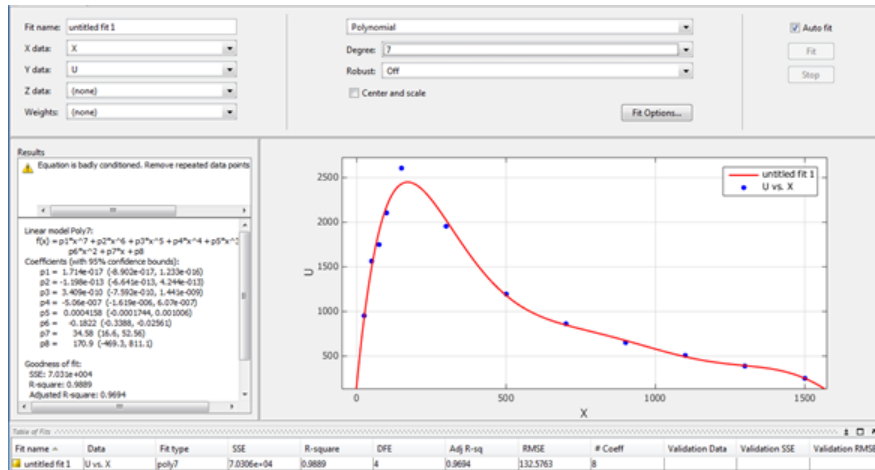 Fit name: untitled fit 1
X data: X
Y data: U
Z data: (none)
Weights: (none)
Polynomial
Degree: 7
Robust: Off
Center and scale
Fit Options...
Auto fit
Fit
Stop
Results
Equation is badly conditioned. Remove repeated data points
Linear model Poly7:
f(x) = p1*x^7 + p2*x^6 + p3*x^5 + p4*x^4 + p5*x^3
p6*x^2 + p7*x + p8
Coefficients (with 95% confidence bounds):
p1 = 1.714e-017 (-8.902e-017, 1.233e-016)
p2 = -1.198e-013 (-6.641e-013, 4.244e-013)
p3 = 3.409e-010 (-7.592e-010, 1.441e-009)
p4 = -5.06e-007 (-1.619e-006, 6.07e-007)
p5 = 0.0004158 (-0.0001744, 0.001006)
p6 = -0.1822 (-0.3388, -0.02561)
p7 = 34.58 (16.6, 52.56)
p8 = 170.9 (-469.3, 811.1)
Goodness of fit:
SSE: 7.031e+004
R-square: 0.9889
Adjusted R-square: 0.9694
untitled fit 1
U vs. X
2500
2000
1500
1000
500
U
0 500 1000 1500
X
Table of Fits
Fit name Data Fit type SSE R-square DFE Adj R-sq RMSE # Coeff Validation Data Validation SSE Validation RMSE
untitled fit 1 U vs. X poly7 7.0306e+04 0.9889 4 0.9694 132.5763 8